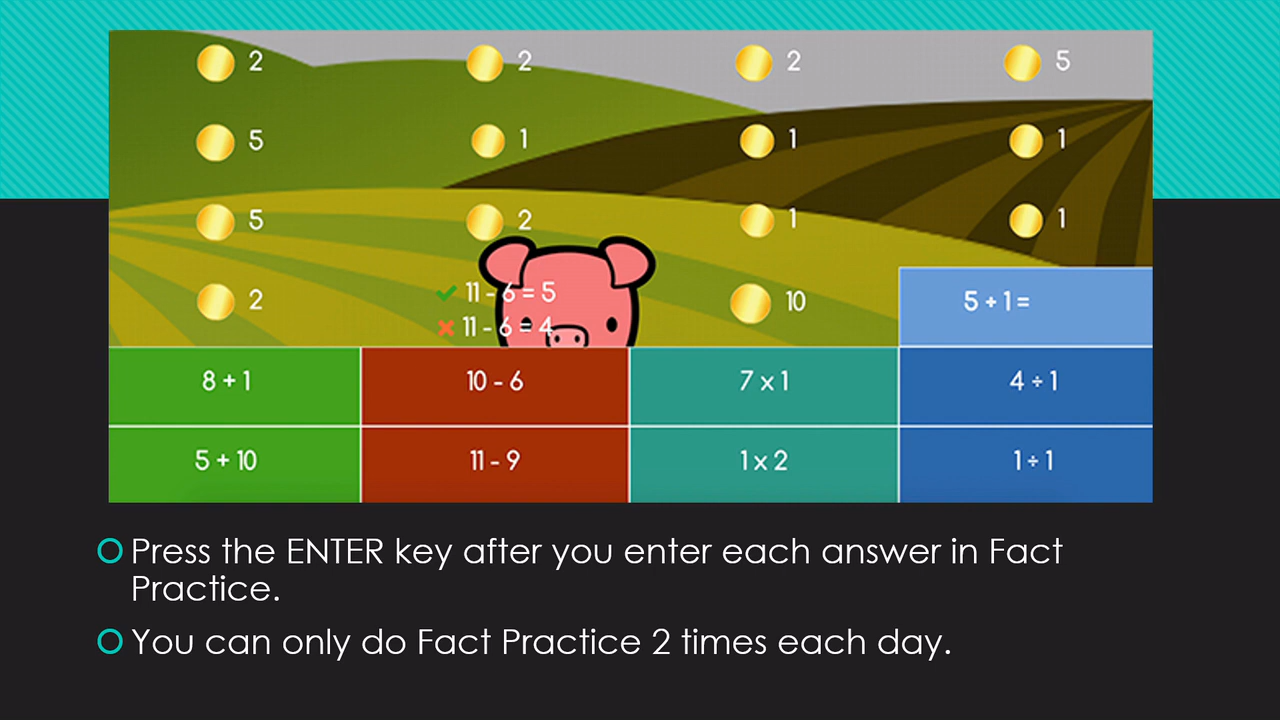 2 2 2 5
5 1 1 1
5 2 1 1
2 11 - 6 = 5 10 5 + 1 =
11 - 6 = 4
8 + 1 10 - 6 7 x 1 4 ÷ 1
5 + 10 11 - 9 1 x 2 1 ÷ 1
Press the ENTER key after you enter each answer in Fact
Practice.
You can only do Fact Practice 2 times each day.